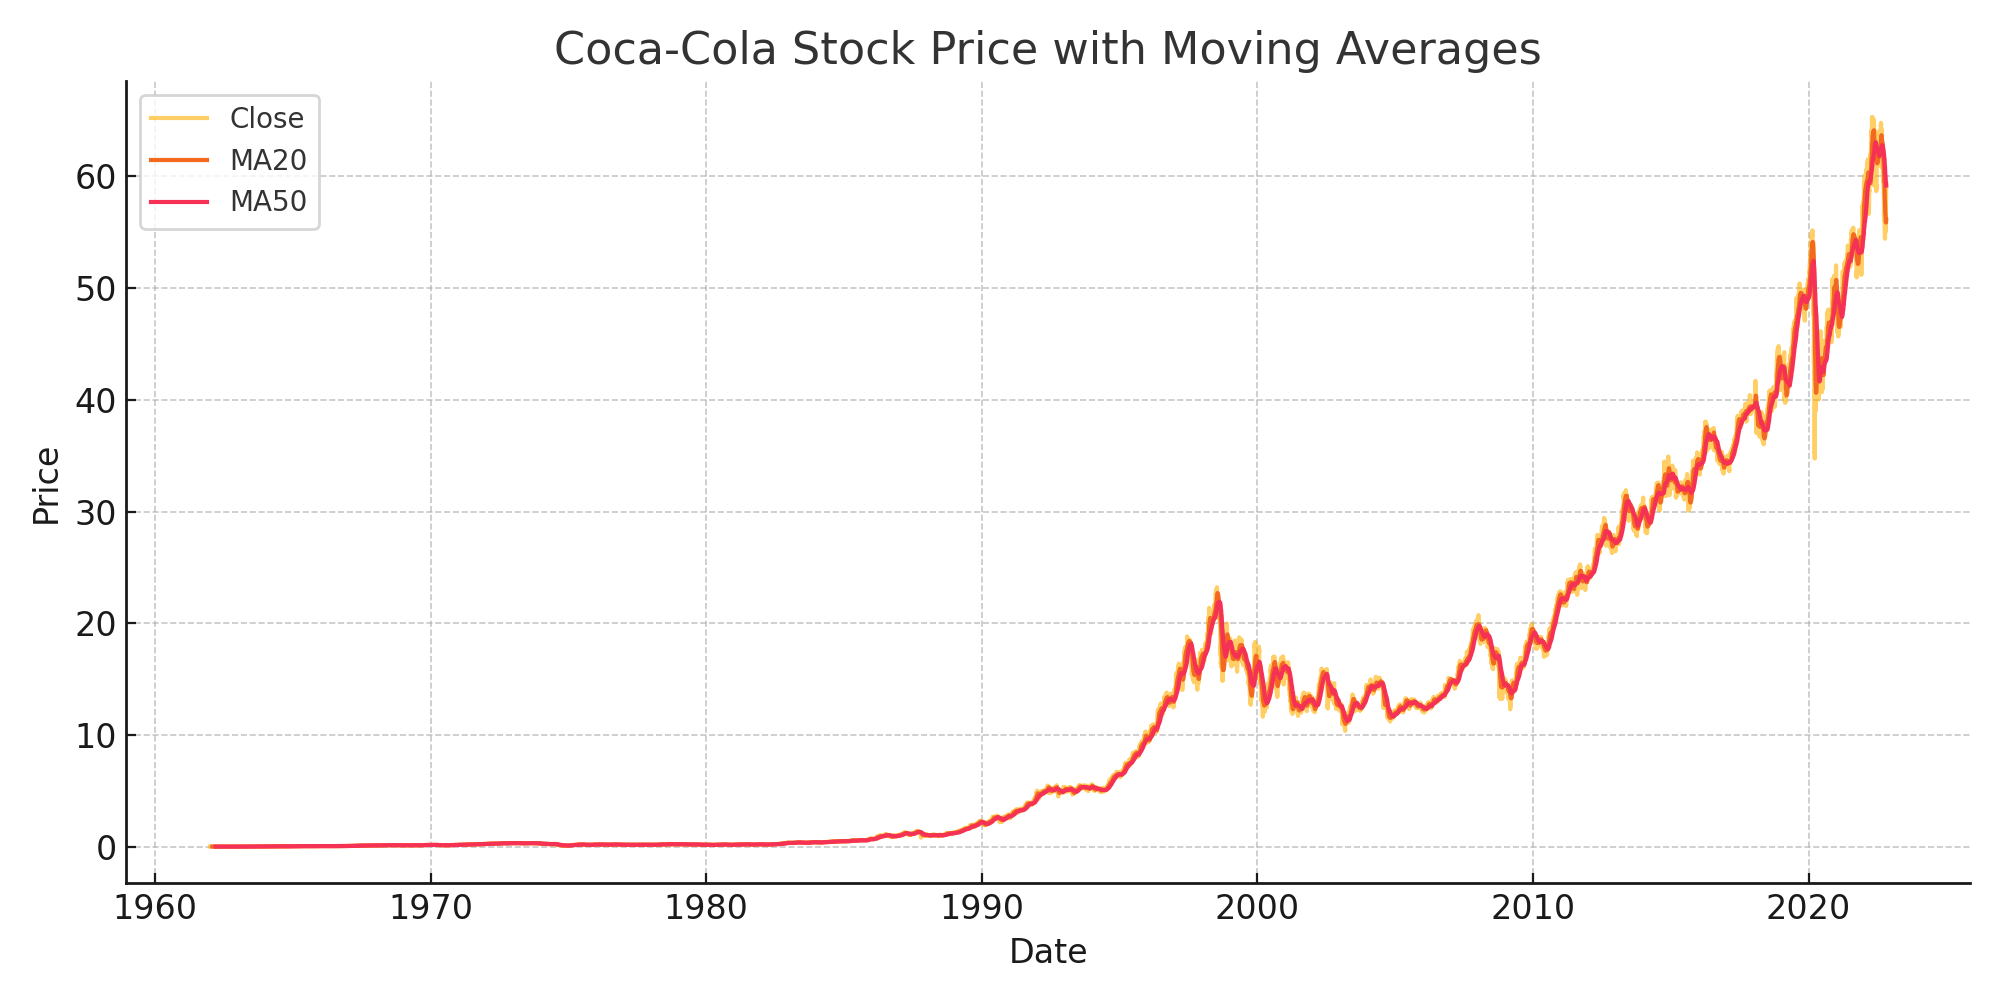 Coca-Cola Stock Price with Moving Averages
Close
MA20
MA50
Price
60
50
40
30
20
10
0
1960 1970 1980 1990 2000 2010 2020
Date